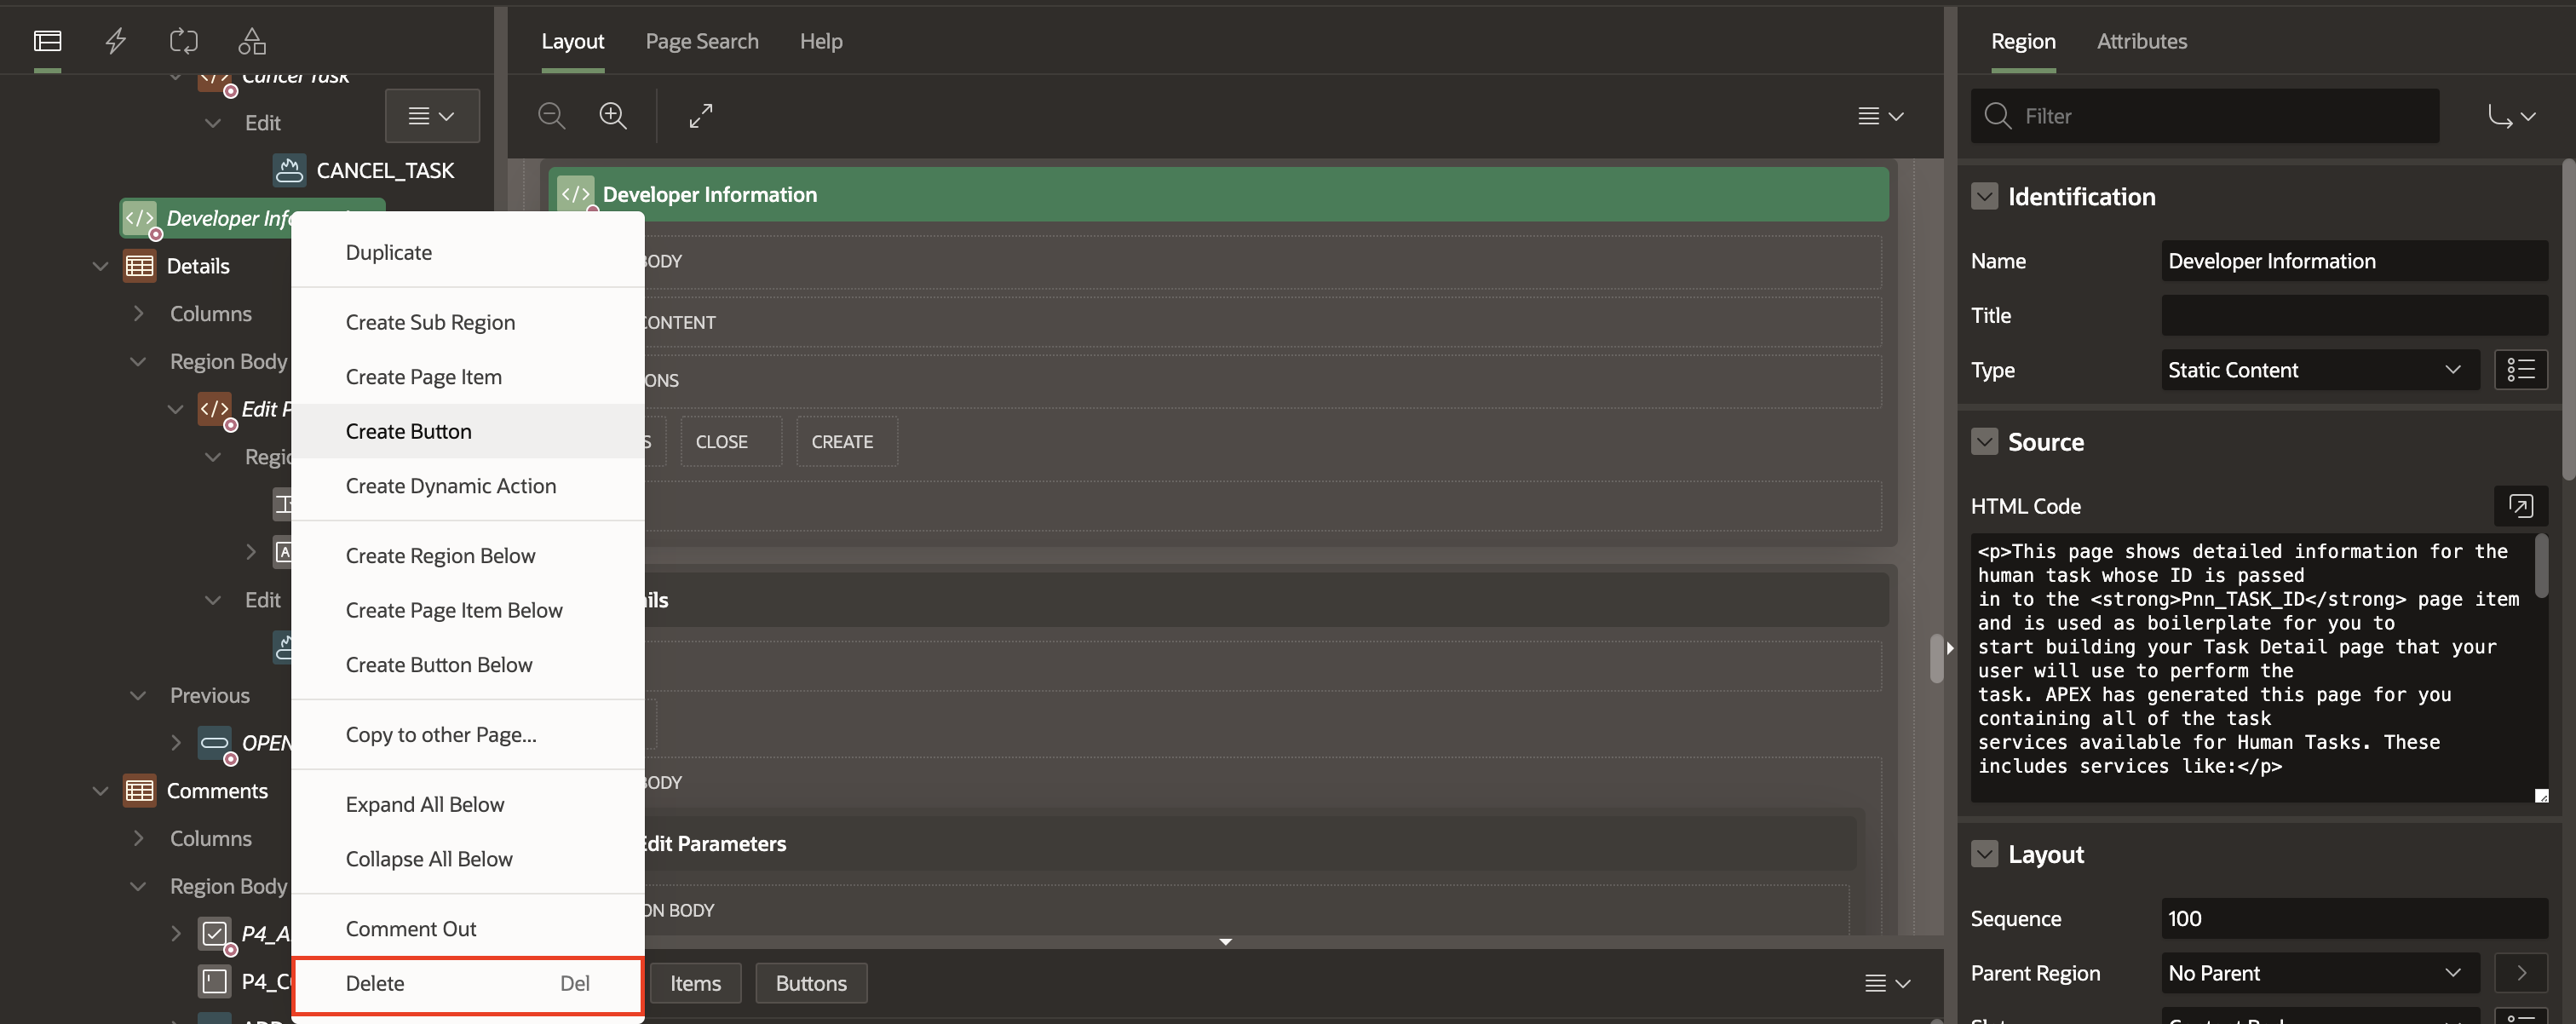 Cancel Task
Edit
CANCEL_TASK
Developer Inf
Details
Columns
Region Body
Edit P
Regio
Edit
Previous
OPEN
Comments
Columns
Region Body
P4_A
P4_C
Duplicate
Create Sub Region
Create Page Item
Create Button
Create Dynamic Action
Create Region Below
Create Page Item Below
Create Button Below
Copy to other Page...
Expand All Below
Collapse All Below
Comment Out
Delete Del
Layout Page Search Help
Developer Information
BODY
CONTENT
ONS
S CLOSE CREATE
ils
BODY
Edit Parameters
ON BODY
Items Buttons
Region Attributes
Filter
Identification
Name Developer Information
Title
Type Static Content
Source
HTML Code
<p>This page shows detailed information for the
human task whose ID is passed
in to the <strong>Pnn_TASK_ID</strong> page item
and is used as boilerplate for you to
start building your Task Detail page that your
user will use to perform the
task. APEX has generated this page for you
containing all of the task
services available for Human Tasks. These
includes services like:</p>
Layout
Sequence 100
Parent Region No Parent